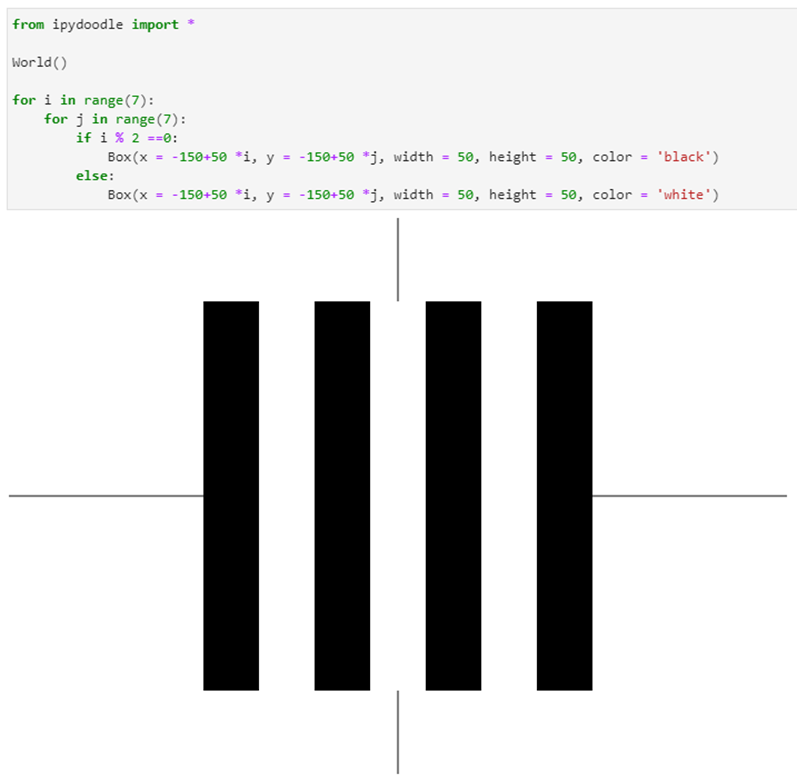 from ipydoodle import *
World()
for i in range(7):
for j in range(7):
if i % 2 ==0:
Box(x = -150+50 *i, y = -150+50 *j, width = 50, height = 50, color = 'black')
else:
Box(x = -150+50 *i, y = -150+50 *j, width = 50, height = 50, color = 'white')